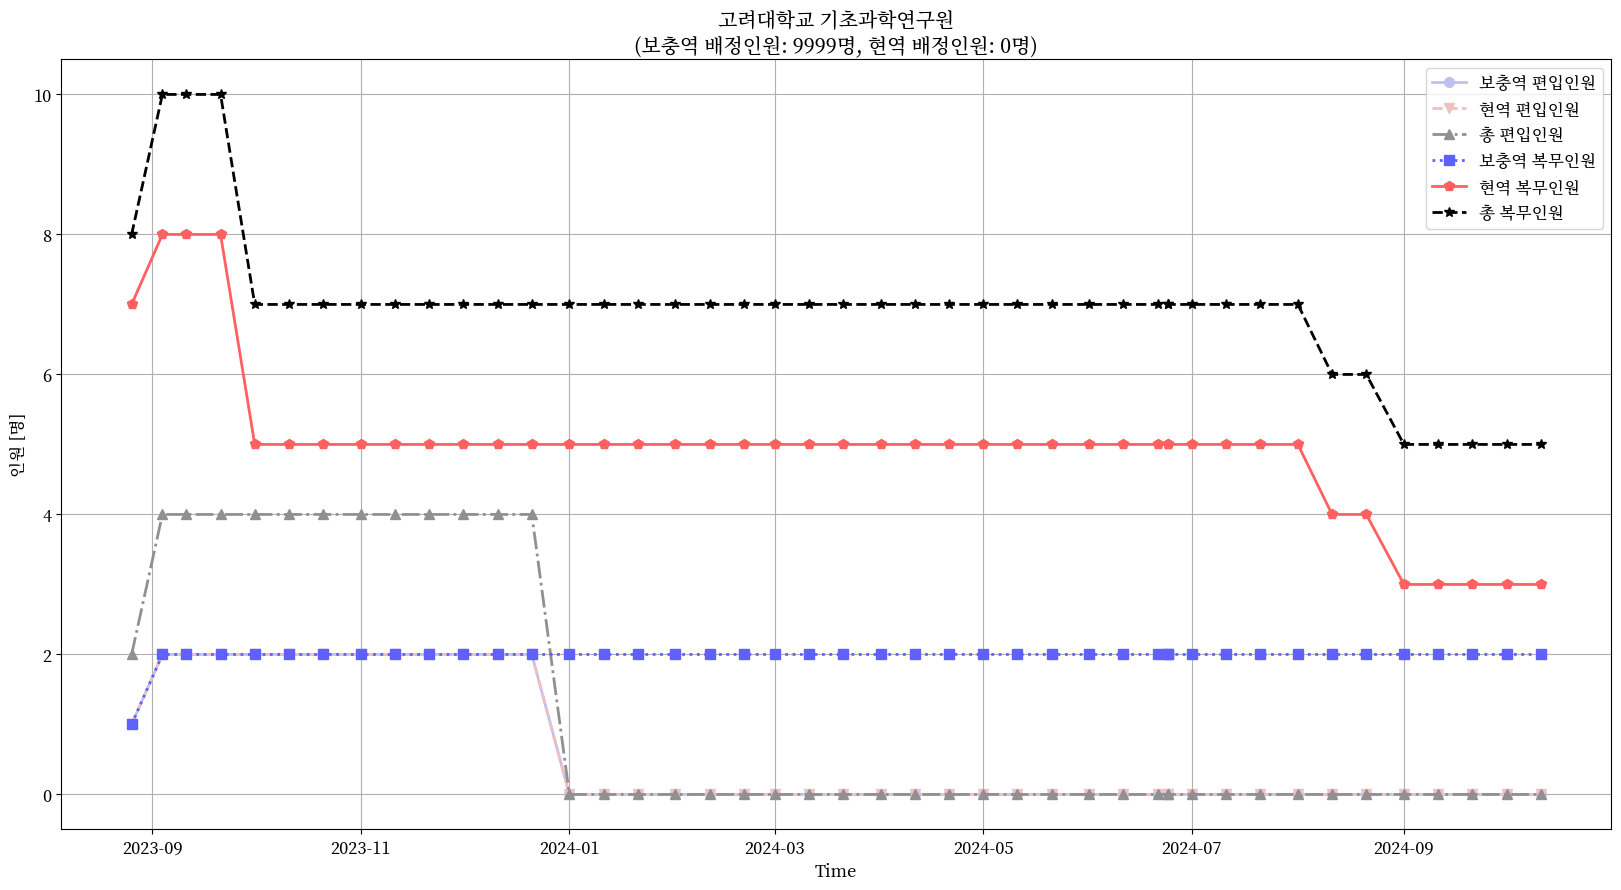 고려대학교 기초과학연구원
(보충역 배정인원: 9999명, 현역 배정인원: 0명)
보충역 편입인원
현역 편입인원
총 편입인원
보충역 복무인원
현역 복무인원
총 복무인원
인원 [명]
10
8
6
4
2
0
2023-09
2023-11
2024-01
2024-03
2024-05
2024-07
2024-09
Time